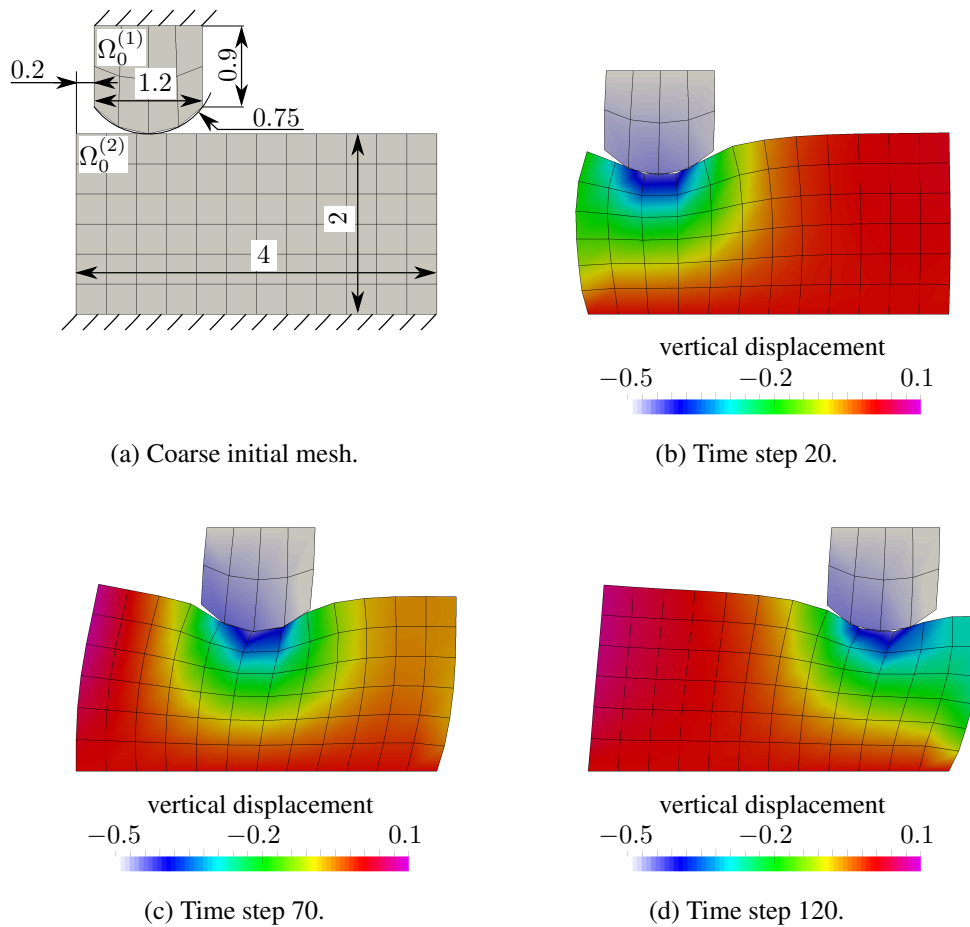 Ω₀⁽¹⁾
0.9
0.2
1.2
0.75
Ω₀⁽²⁾
2
4
vertical displacement
−0.5 −0.2 0.1
(a) Coarse initial mesh.
(b) Time step 20.
vertical displacement
−0.5 −0.2 0.1
vertical displacement
−0.5 −0.2 0.1
(c) Time step 70.
(d) Time step 120.